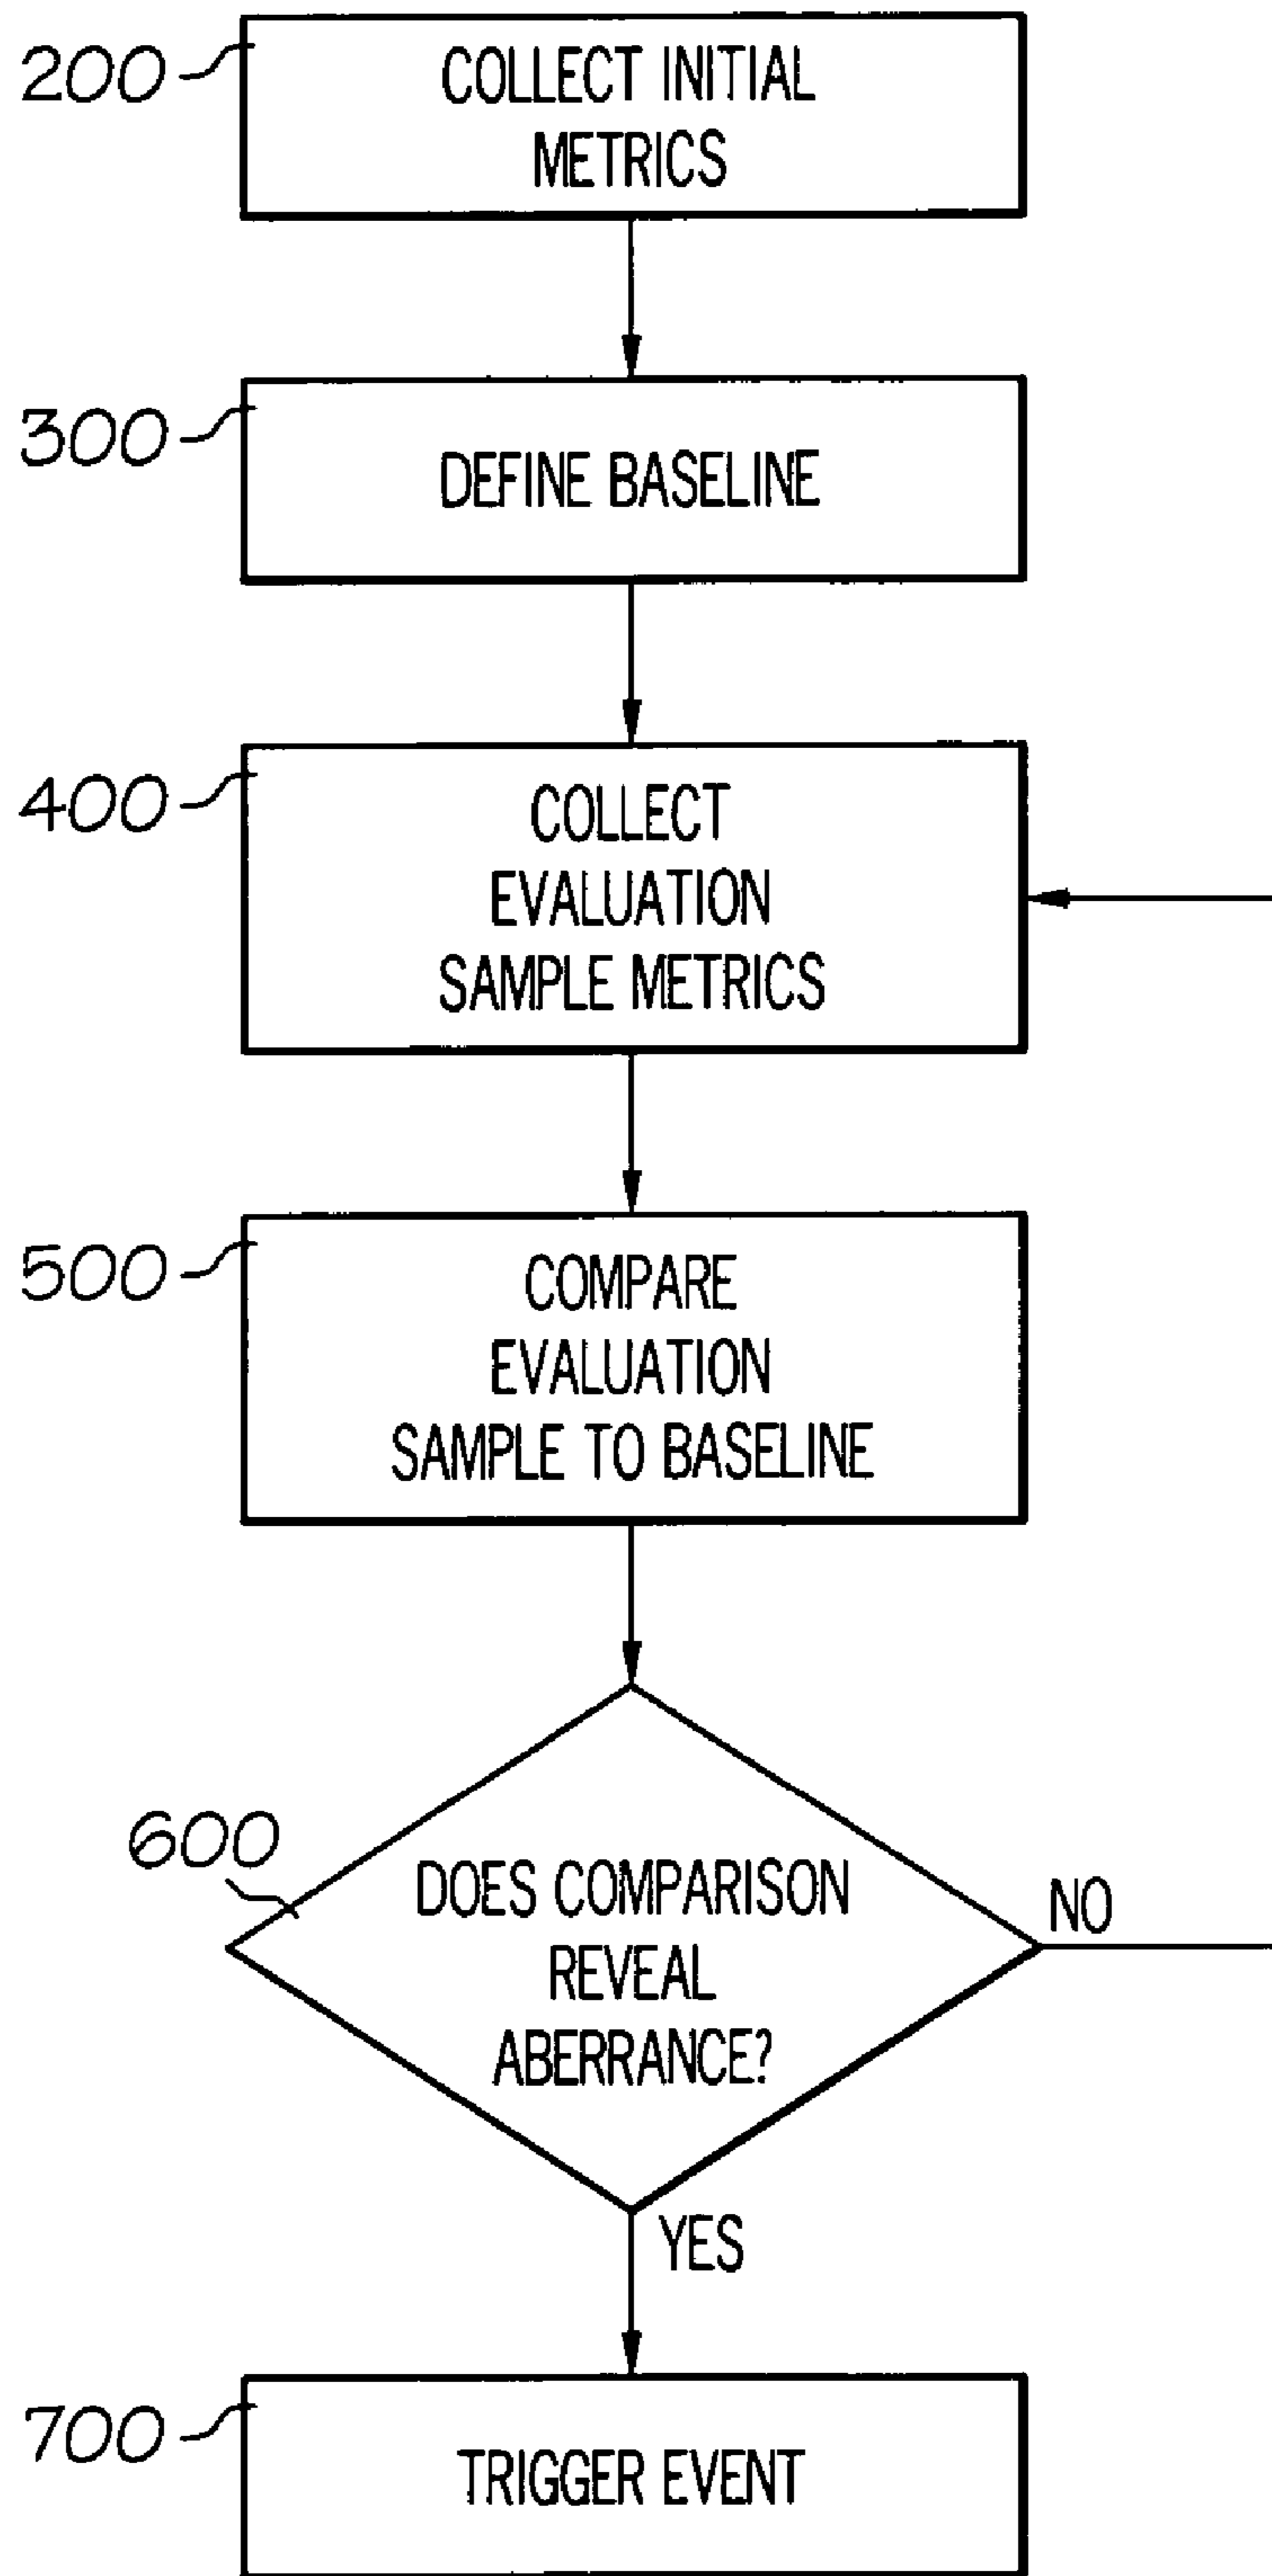 200
COLLECT INITIAL
METRICS
300
DEFINE BASELINE
400
COLLECT
EVALUATION
SAMPLE METRICS
500
COMPARE
EVALUATION
SAMPLE TO BASELINE
600
DOES COMPARISON
REVEAL
ABERRANCE?
NO
YES
700
TRIGGER EVENT